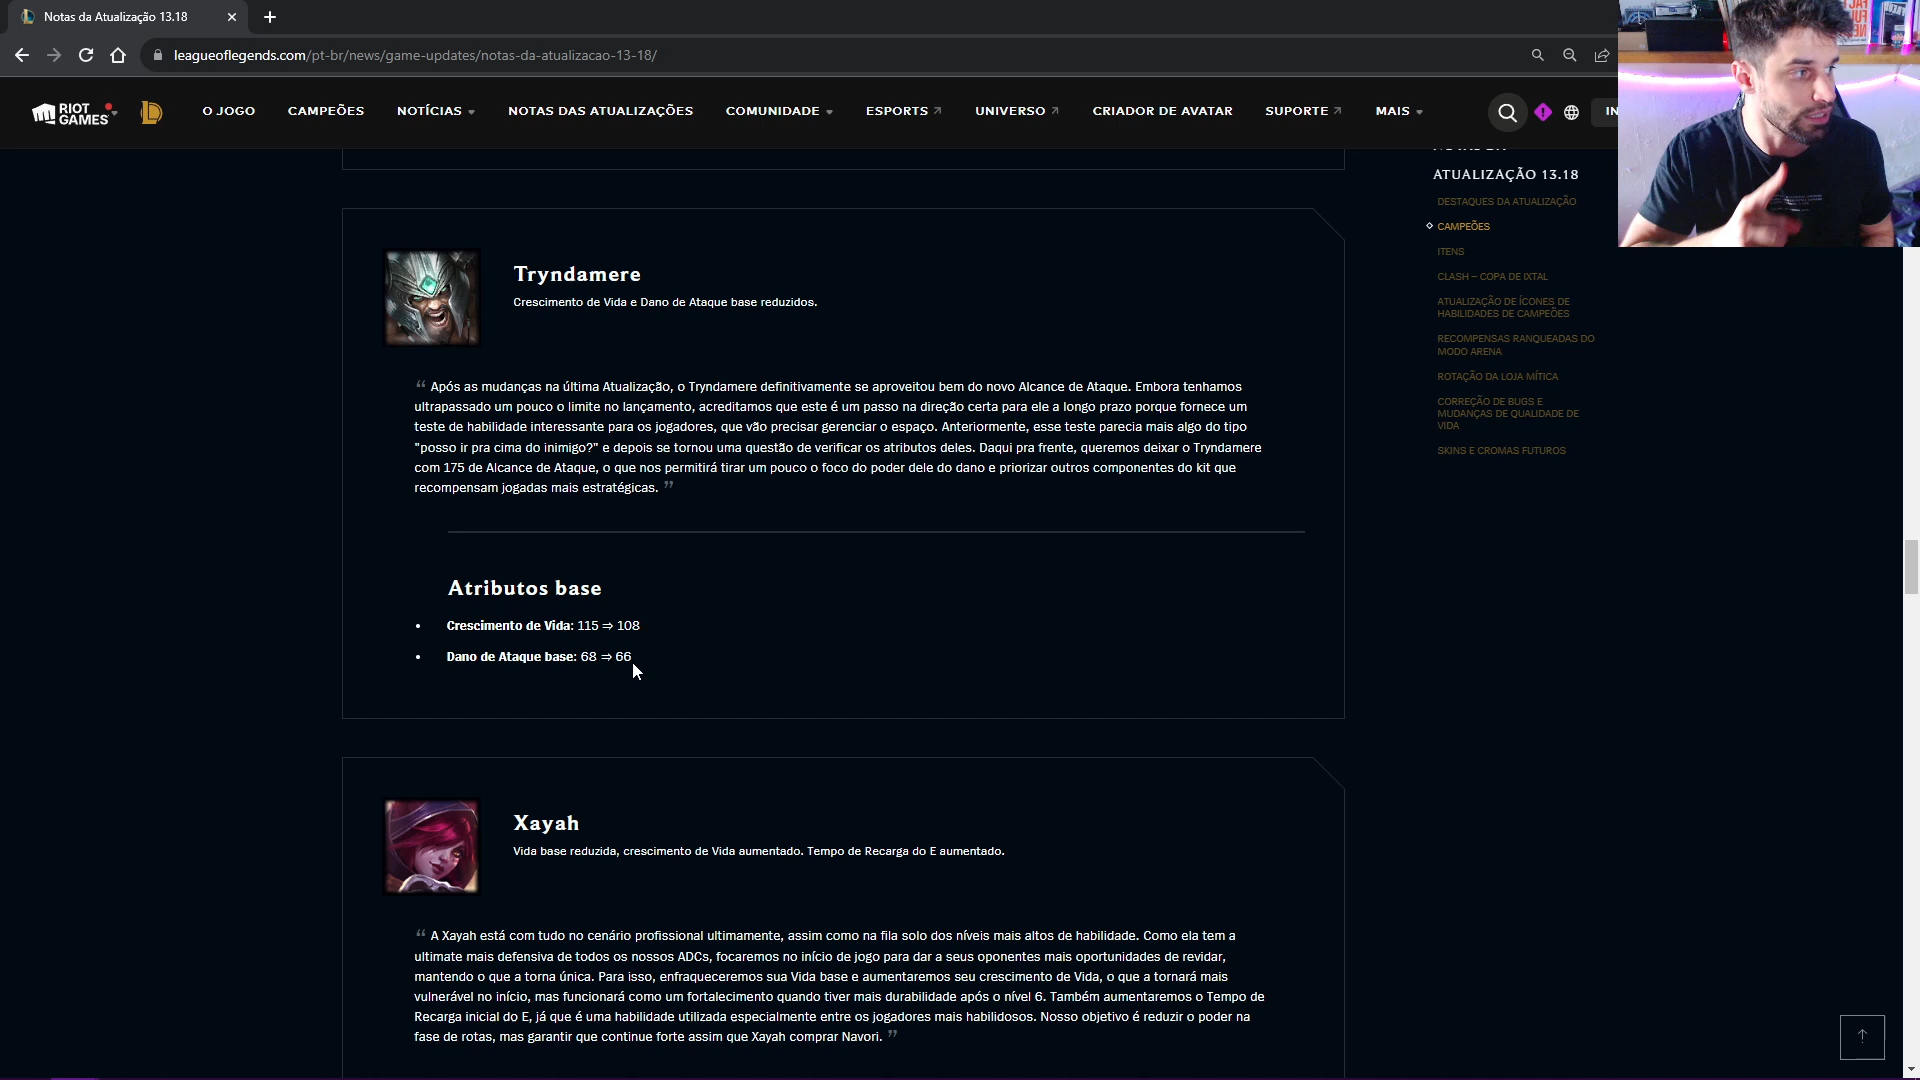 Notas da Atualização 13.18
leagueoflegends.com/pt-br/news/game-updates/notas-da-atualizacao-13-18/
RIOT GAMES
O JOGO
CAMPEÕES
NOTÍCIAS
NOTAS DAS ATUALIZAÇÕES
COMUNIDADE
ESPORTS
UNIVERSO
CRIADOR DE AVATAR
SUPORTE
MAIS
IN
ATUALIZAÇÃO 13.18
DESTAQUES DA ATUALIZAÇÃO
CAMPEÕES
ITENS
CLASH – COPA DE IXTAL
ATUALIZAÇÃO DE ÍCONES DE
HABILIDADES DE CAMPEÕES
RECOMPENSAS RANQUEADAS DO
MODO ARENA
ROTAÇÃO DA LOJA MÍTICA
CORREÇÃO DE BUGS E
MUDANÇAS DE QUALIDADE DE
VIDA
SKINS E CROMAS FUTUROS
Tryndamere
Crescimento de Vida e Dano de Ataque base reduzidos.
“ Após as mudanças na última Atualização, o Tryndamere definitivamente se aproveitou bem do novo Alcance de Ataque. Embora tenhamos
ultrapassado um pouco o limite no lançamento, acreditamos que este é um passo na direção certa para ele a longo prazo porque fornece um
teste de habilidade interessante para os jogadores, que vão precisar gerenciar o espaço. Anteriormente, esse teste parecia mais algo do tipo
"posso ir pra cima do inimigo?" e depois se tornou uma questão de verificar os atributos deles. Daqui pra frente, queremos deixar o Tryndamere
com 175 de Alcance de Ataque, o que nos permitirá tirar um pouco o foco do poder dele do dano e priorizar outros componentes do kit que
recompensam jogadas mais estratégicas. ”
Atributos base
• Crescimento de Vida: 115 ⇒ 108
• Dano de Ataque base: 68 ⇒ 66
Xayah
Vida base reduzida, crescimento de Vida aumentado. Tempo de Recarga do E aumentado.
“ A Xayah está com tudo no cenário profissional ultimamente, assim como na fila solo dos níveis mais altos de habilidade. Como ela tem a
ultimate mais defensiva de todos os nossos ADCs, focaremos no início de jogo para dar a seus oponentes mais oportunidades de revidar,
mantendo o que a torna única. Para isso, enfraqueceremos sua Vida base e aumentaremos seu crescimento de Vida, o que a tornará mais
vulnerável no início, mas funcionará como um fortalecimento quando tiver mais durabilidade após o nível 6. Também aumentaremos o Tempo de
Recarga inicial do E, já que é uma habilidade utilizada especialmente entre os jogadores mais habilidosos. Nosso objetivo é reduzir o poder na
fase de rotas, mas garantir que continue forte assim que Xayah comprar Navori. ”